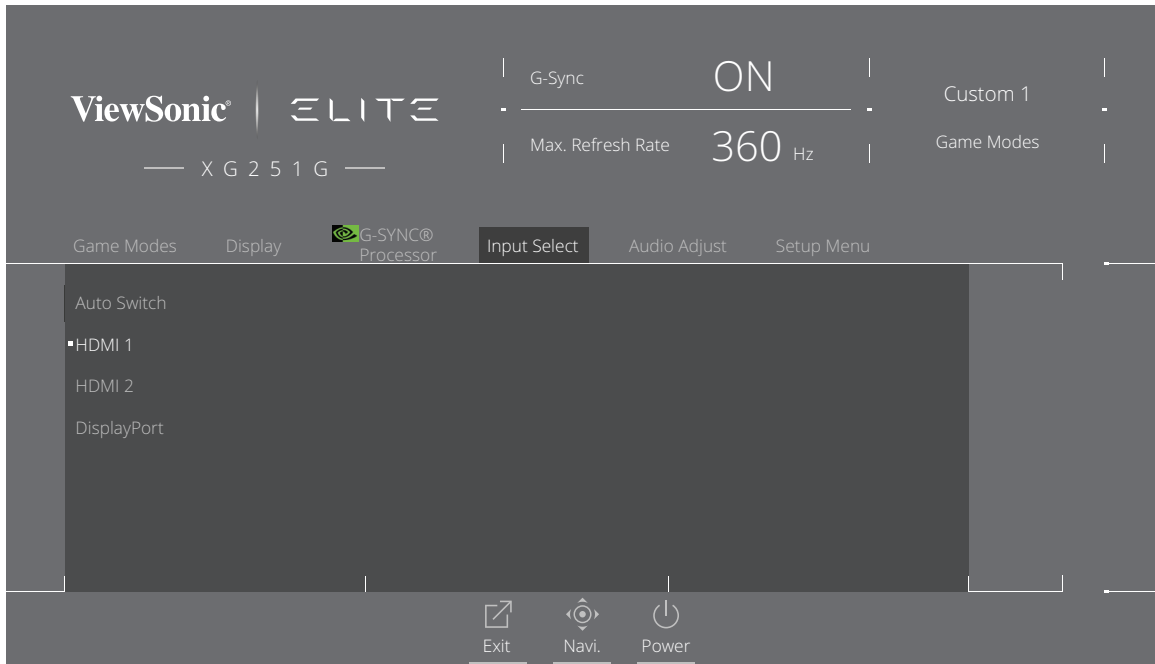 ViewSonic® ELITE
XG251G
G-Sync ON
Max. Refresh Rate 360 Hz
Custom 1
Game Modes
Game Modes
Display
G-SYNC®
Processor
Input Select
Audio Adjust
Setup Menu
Auto Switch
HDMI 1
HDMI 2
DisplayPort
Exit
Navi.
Power